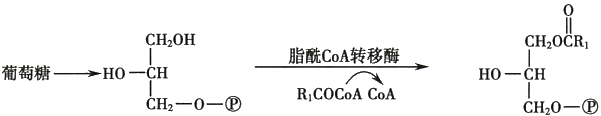 O
CH₂OH 脂酰CoA转移酶 CH₂OCR₁
葡萄糖 HO CH R₁COCoA CoA HO CH
CH₂ O P CH₂O P